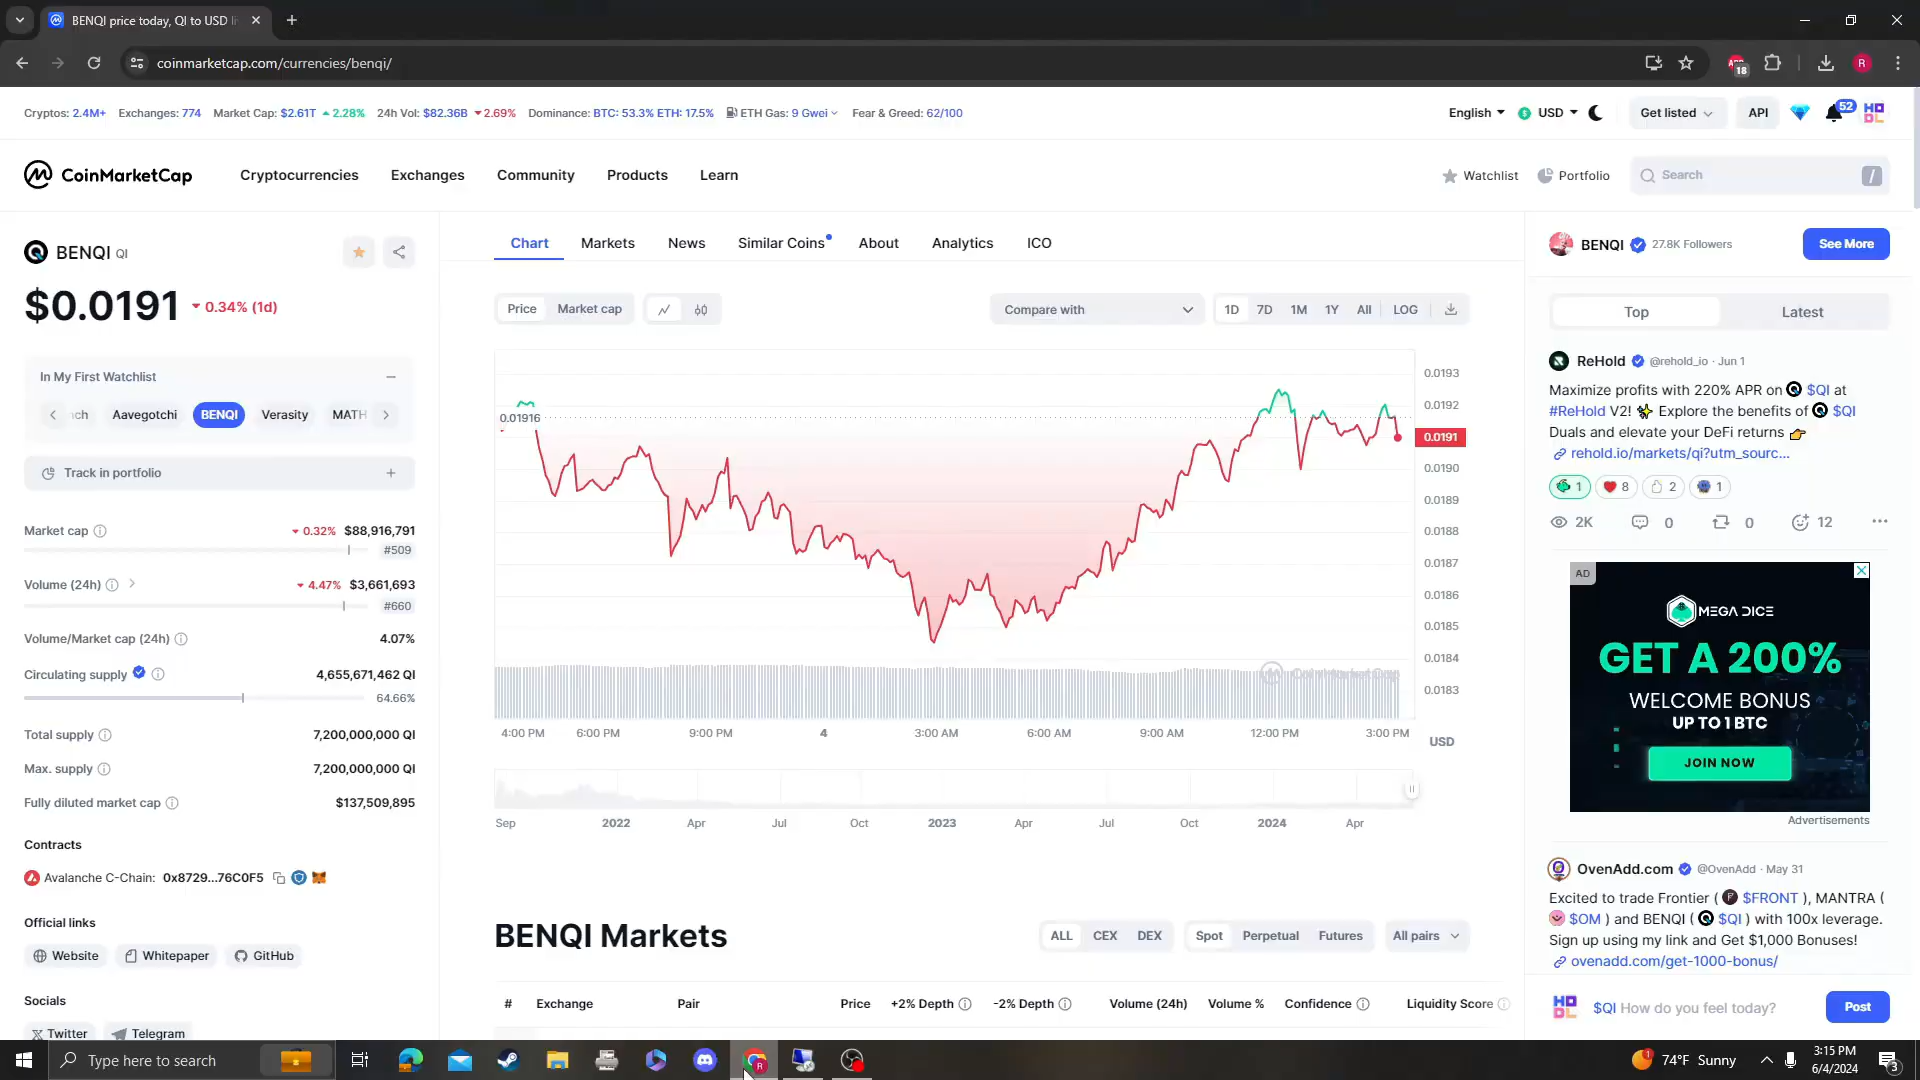 BENQI price today, QI to USD li
coinmarketcap.com/currencies/benqi/
18
R
Cryptos: 2.4M+ Exchanges: 774 Market Cap: $2.61T 2.28% 24h Vol: $82.36B 2.69% Dominance: BTC: 53.3% ETH: 17.5% ETH Gas: 9 Gwei Fear & Greed: 62/100
English USD Get listed API 52
CoinMarketCap Cryptocurrencies Exchanges Community Products Learn
Watchlist Portfolio Search /
BENQI QI
$0.0191 0.34% (1d)
In My First Watchlist
nch Aavegotchi BENQI Verasity MATH
Track in portfolio +
Market cap 0.32% $88,916,791
#509
Volume (24h) 4.47% $3,661,693
#660
Volume/Market cap (24h) 4.07%
Circulating supply 4,655,671,462 QI
64.66%
Total supply 7,200,000,000 QI
Max. supply 7,200,000,000 QI
Fully diluted market cap $137,509,895
Contracts
Avalanche C-Chain: 0x8729...76C0F5
Official links
Website Whitepaper GitHub
Socials
Twitter Telegram
Chart Markets News Similar Coins About Analytics ICO
Price Market cap
Compare with 1D 7D 1M 1Y All LOG
0.01916
0.0193
0.0192
0.0191
0.0190
0.0189
0.0188
0.0187
0.0186
0.0185
0.0184
0.0183
CoinMarketCap
4:00 PM 6:00 PM 9:00 PM 4 3:00 AM 6:00 AM 9:00 AM 12:00 PM 3:00 PM
USD
Sep 2022 Apr Jul Oct 2023 Apr Jul Oct 2024 Apr
BENQI Markets
ALL CEX DEX Spot Perpetual Futures All pairs
# Exchange Pair Price +2% Depth -2% Depth Volume (24h) Volume % Confidence Liquidity Score
BENQI 27.8K Followers See More
Top Latest
ReHold @rehold_io · Jun 1
Maximize profits with 220% APR on $QI at
#ReHold V2! ✨ Explore the benefits of $QI
Duals and elevate your DeFi returns 👉
rehold.io/markets/qi?utm_sourc...
1 8 2 1
2K 0 0 12
AD
MEGA DICE
GET A 200%
WELCOME BONUS
UP TO 1 BTC
JOIN NOW
Advertisements
OvenAdd.com @OvenAdd · May 31
Excited to trade Frontier ( $FRONT ), MANTRA (
$OM ) and BENQI ( $QI ) with 100x leverage.
Sign up using my link and Get $1,000 Bonuses!
ovenadd.com/get-1000-bonus/
HODL $QI How do you feel today? Post
Type here to search
74°F Sunny
3:15 PM
6/4/2024
3